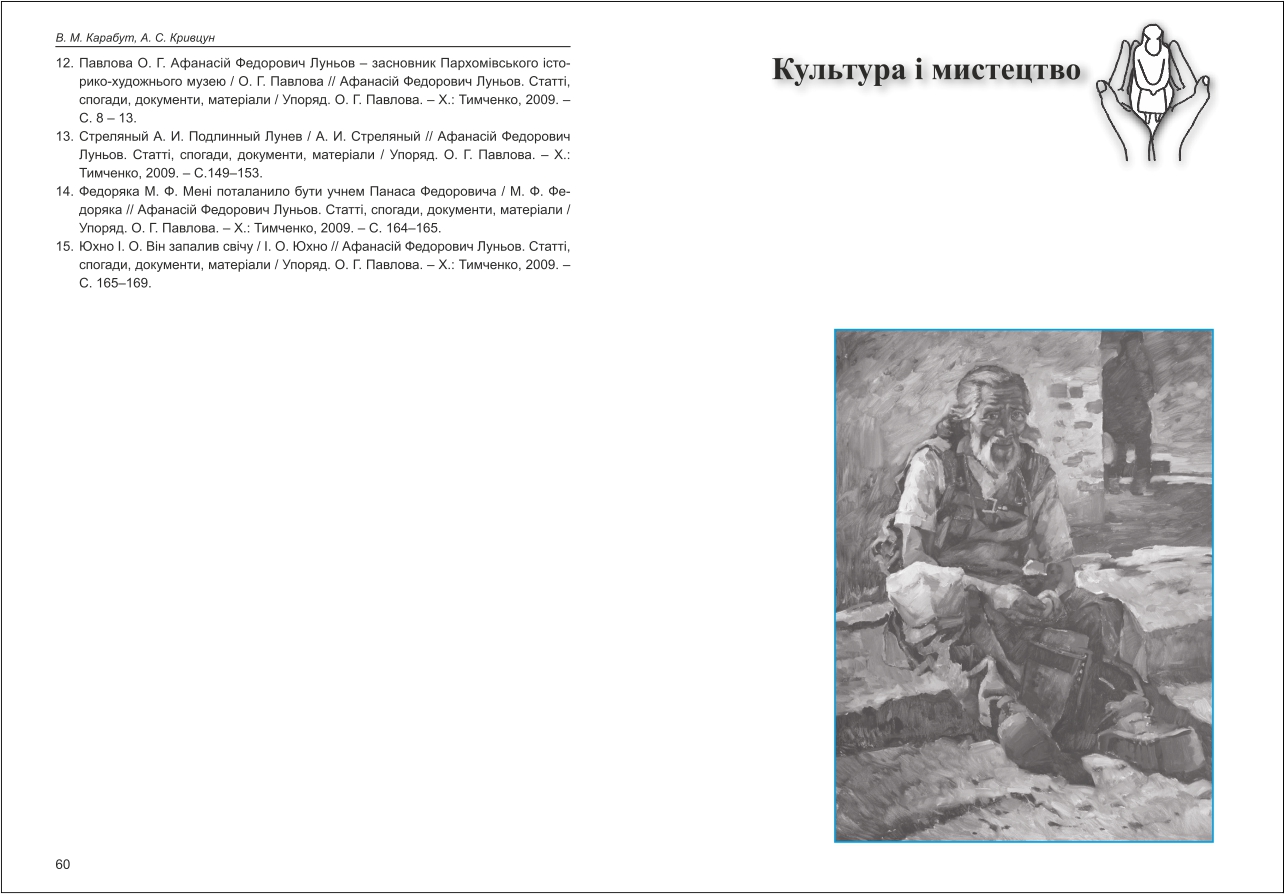 В. М. Карабут, А. С. Кривцун
12. Павлова О. Г. Афанасій Федорович Луньов – засновник Пархомівського істо-
рико-художнього музею / О. Г. Павлова // Афанасій Федорович Луньов. Статті,
спогади, документи, матеріали / Упоряд. О. Г. Павлова. – Х.: Тимченко, 2009. –
С. 8 – 13.
13. Стреляный А. И. Подлинный Лунев / А. И. Стреляный // Афанасій Федорович
Луньов. Статті, спогади, документи, матеріали / Упоряд. О. Г. Павлова. – Х.:
Тимченко, 2009. – С.149–153.
14. Федоряка М. Ф. Мені поталанило бути учнем Панаса Федоровича / М. Ф. Фе-
доряка // Афанасій Федорович Луньов. Статті, спогади, документи, матеріали /
Упоряд. О. Г. Павлова. – Х.: Тимченко, 2009. – С. 164–165.
15. Юхно І. О. Він запалив свічу / І. О. Юхно // Афанасій Федорович Луньов. Статті,
спогади, документи, матеріали / Упоряд. О. Г. Павлова. – Х.: Тимченко, 2009. –
С. 165–169.
60
Культура і мистецтво